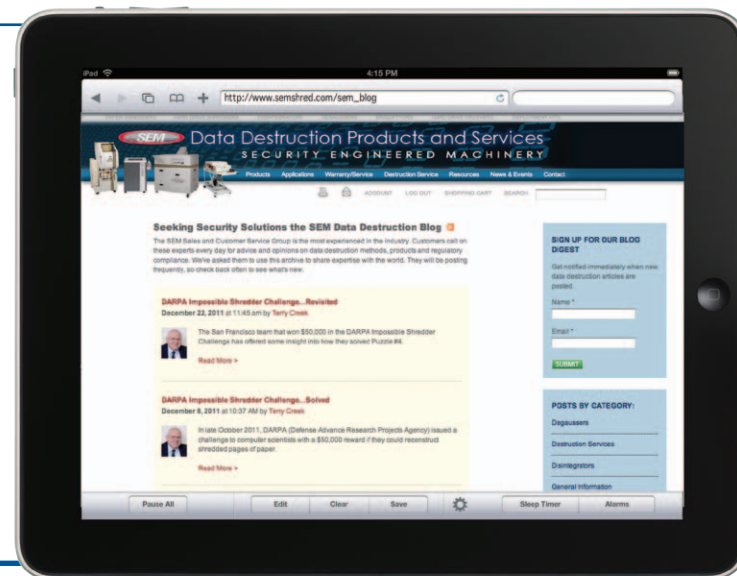 iPod
4:15 PM
http://www.semshred.com/sem_blog
SEM
Data Destruction Products and Services
SECURITY ENGINEERED MACHINERY
Products Applications Warranty/Service Destruction Service Resources News & Events Contact
ACCOUNT LOG OUT SHOPPING CART SEARCH
Seeking Security Solutions the SEM Data Destruction Blog
The SEM Sales and Customer Service Group is the most experienced in the industry. Customers call on
these experts every day for advice and opinions on data destruction methods, products and regulatory
compliance. We've asked them to use this archive to share expertise with the world. They will be posting
frequently, so check back often to see what's new.
DARPA Impossible Shredder Challenge...Revisited
December 22, 2011 at 11:45 am by Terry Creek
The San Francisco team that won $50,000 in the DARPA Impossible Shredder
Challenge has offered some insight into how they solved Puzzle #4.
Read More »
DARPA Impossible Shredder Challenge...Solved
December 8, 2011 at 10:37 AM by Terry Creek
In late October 2011, DARPA (Defense Advance Research Projects Agency) issued a
challenge to computer scientists with a $50,000 reward if they could reconstruct
shredded pages of paper.
Read More »
SIGN UP FOR OUR BLOG
DIGEST
Get notified immediately when new
data destruction articles are
posted.
Name *
Email *
SUBMIT
POSTS BY CATEGORY:
Degaussers
Destruction Services
Disintegrators
General Information
Pause All Edit Clear Save Sleep Timer Alarms